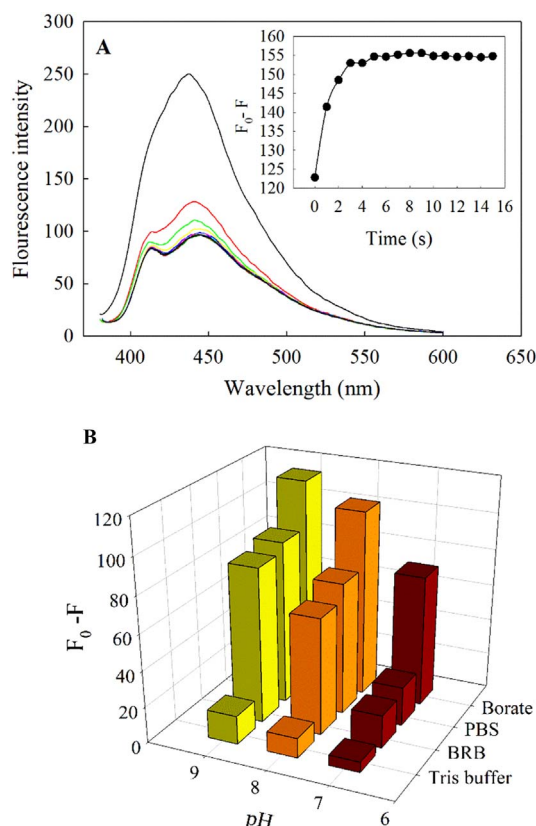 A
Flourescence intensity
300
250
200
150
100
50
0
400
450
500
550
600
650
Wavelength (nm)
F0-F
160
155
150
145
140
135
130
125
120
0 2 4 6 8 10 12 14 16
Time (s)
B
F0-F
120
100
80
60
40
20
0
9
8
7
6
pH
Borate
PBS
BRB
Tris buffer